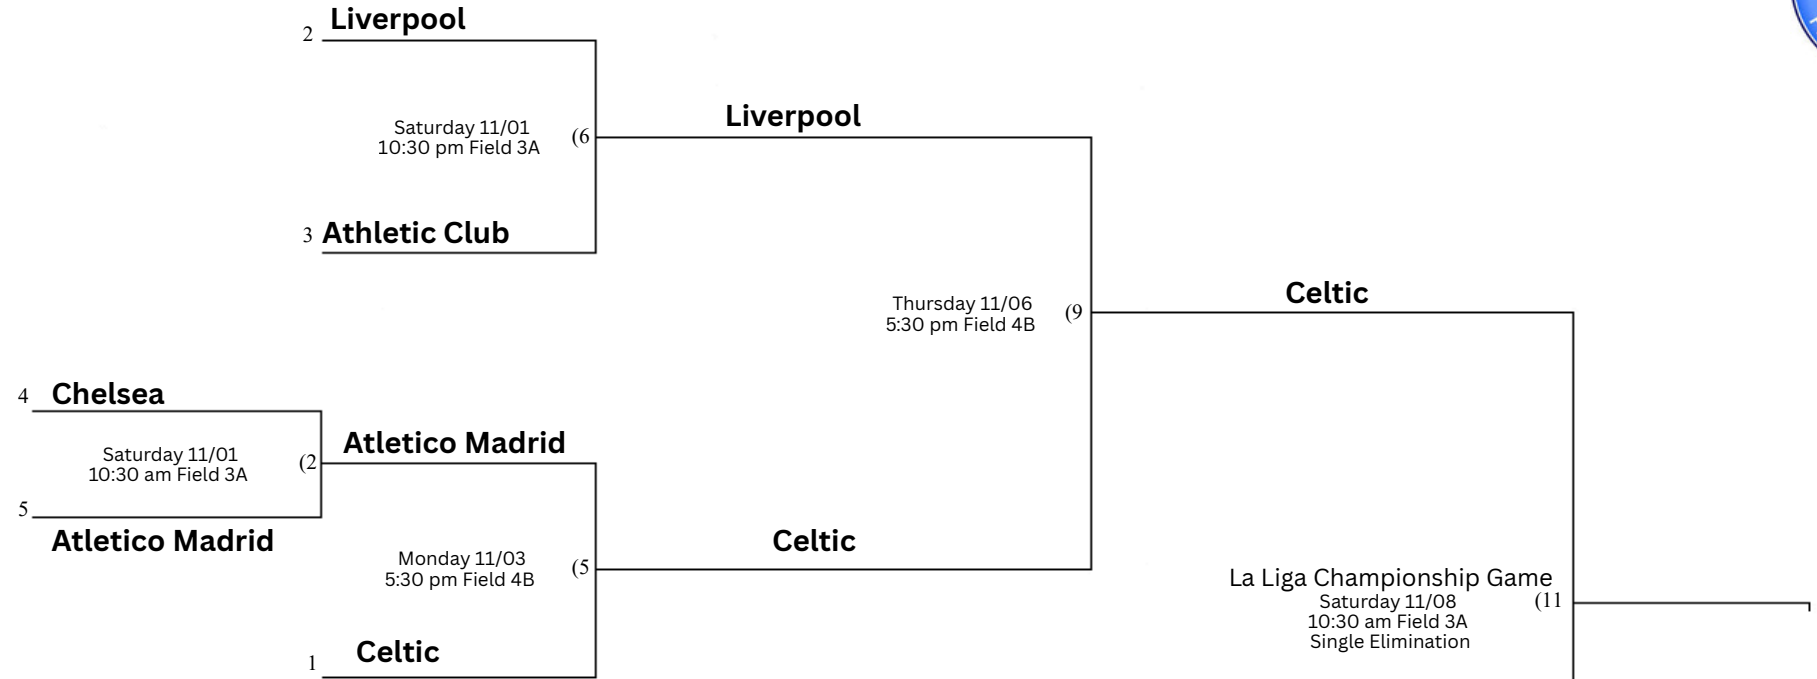 2 Liverpool
Saturday 11/01
10:30 pm Field 3A
(6
Liverpool
3 Athletic Club
Thursday 11/06
5:30 pm Field 4B
(9
Celtic
4 Chelsea
Saturday 11/01
10:30 am Field 3A
(2
Atletico Madrid
5
Atletico Madrid
Monday 11/03
5:30 pm Field 4B
(5
Celtic
1 Celtic
La Liga Championship Game
Saturday 11/08
10:30 am Field 3A
Single Elimination
(11